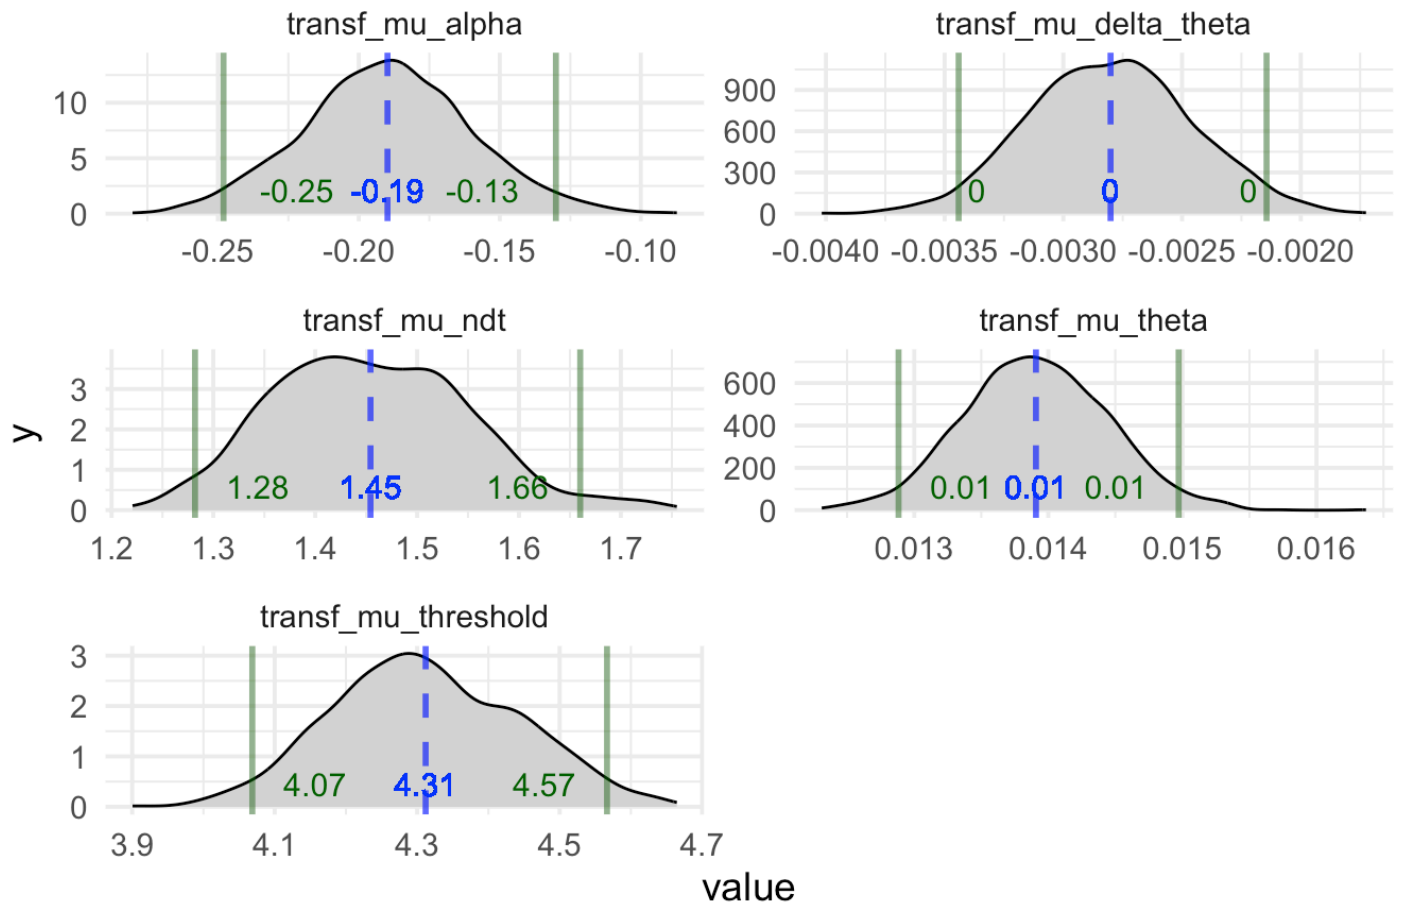 transf_mu_alpha
10
5
0
-0.25 -0.19 -0.13
-0.25 -0.20 -0.15 -0.10
transf_mu_delta_theta
900
600
300
0
0 0 0
-0.0040 -0.0035 -0.0030 -0.0025 -0.0020
transf_mu_ndt
3
2
1
0
1.28 1.45 1.66
1.2 1.3 1.4 1.5 1.6 1.7
transf_mu_theta
600
400
200
0
0.01 0.01 0.01
0.013 0.014 0.015 0.016
y
transf_mu_threshold
3
2
1
0
4.07 4.31 4.57
3.9 4.1 4.3 4.5 4.7
value